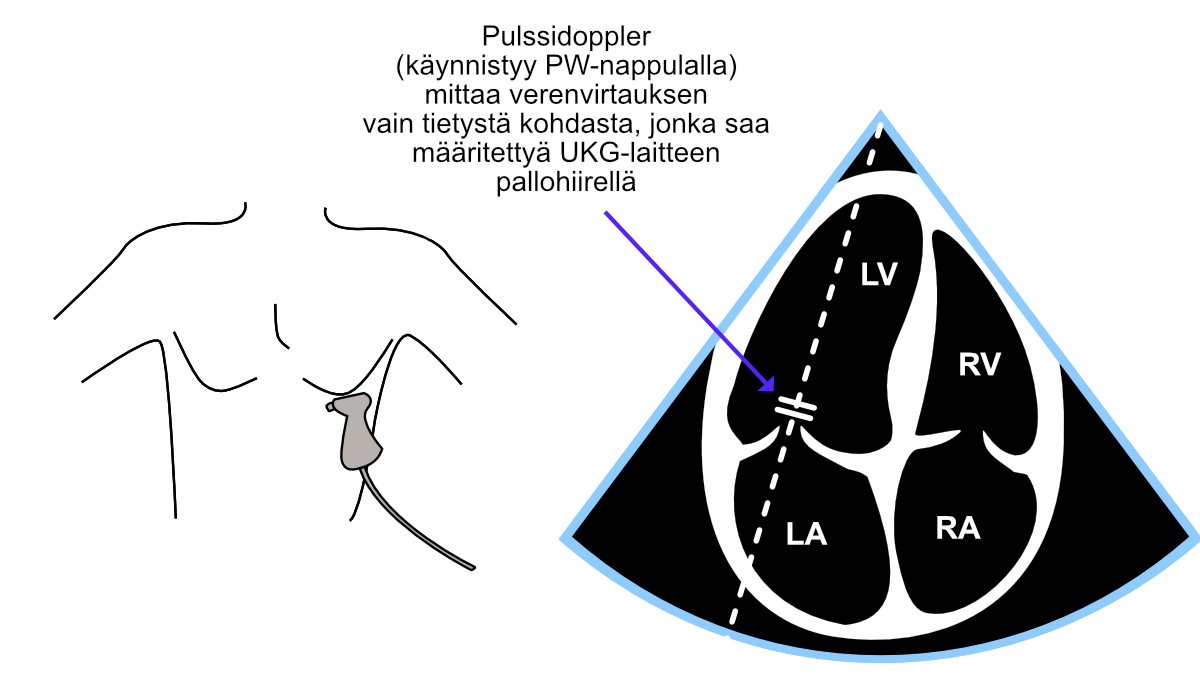 Pulssidoppler
(käynnistyy PW-nappulalla)
mittaa verenvirtauksen
vain tietystä kohdasta, jonka saa
määritettyä UKG-laitteen
pallohiirellä
LV
RV
LA
RA